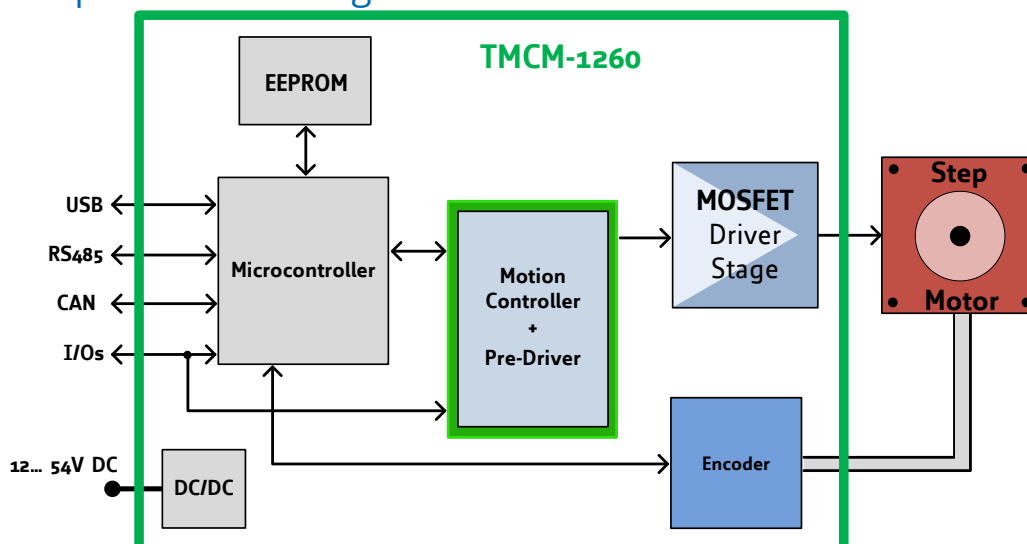 TMCM-1260
EEPROM
USB
RS485
CAN
I/Os
Microcontroller
Motion
Controller
+
Pre-Driver
MOSFET
Driver
Stage
Step
Motor
12... 54V DC
DC/DC
Encoder